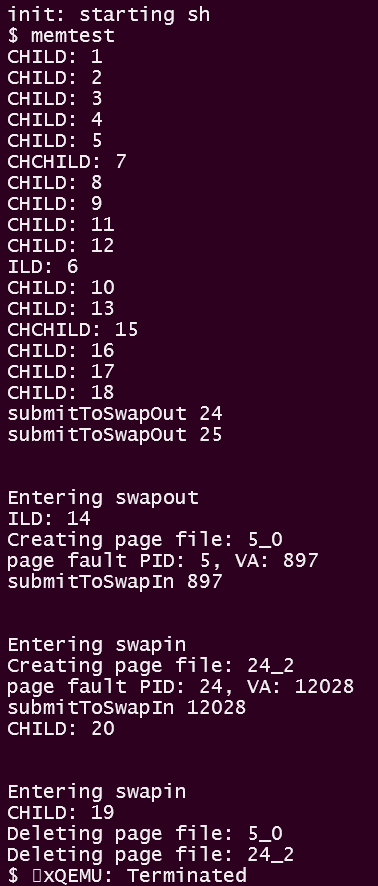 init: starting sh
$ memtest
CHILD: 1
CHILD: 2
CHILD: 3
CHILD: 4
CHILD: 5
CHCHILD: 7
CHILD: 8
CHILD: 9
CHILD: 11
CHILD: 12
ILD: 6
CHILD: 10
CHILD: 13
CHCHILD: 15
CHILD: 16
CHILD: 17
CHILD: 18
submitToSwapOut 24
submitToSwapOut 25
Entering swapout
ILD: 14
Creating page file: 5_0
page fault PID: 5, VA: 897
submitToSwapIn 897
Entering swapin
Creating page file: 24_2
page fault PID: 24, VA: 12028
submitToSwapIn 12028
CHILD: 20
Entering swapin
CHILD: 19
Deleting page file: 5_0
Deleting page file: 24_2
$ xQEMU: Terminated